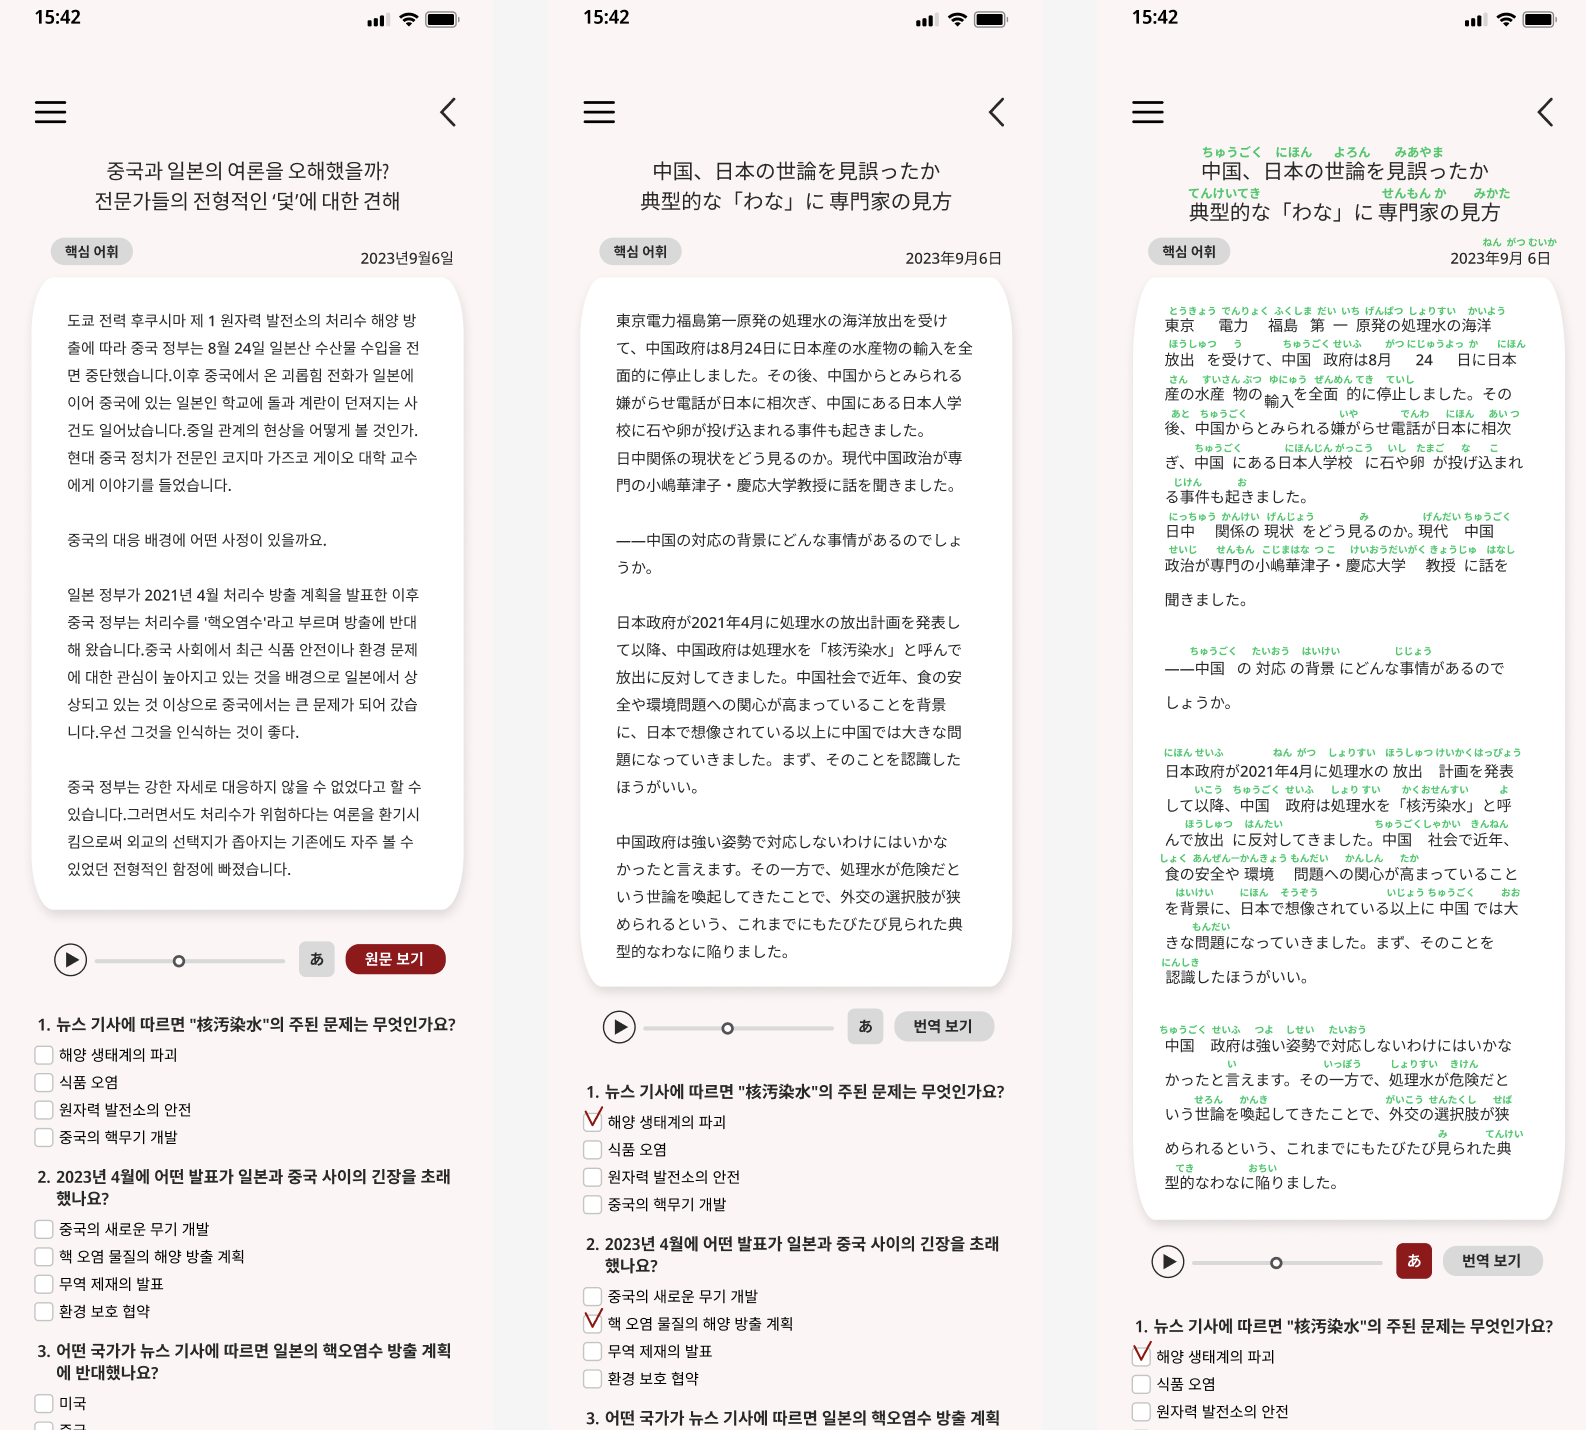 15:42
중국과 일본의 여론을 오해했을까?
전문가들의 전형적인 ‘덫’에 대한 견해
핵심 어휘
2023년9월6일
도쿄 전력 후쿠시마 제 1 원자력 발전소의 처리수 해양 방
출에 따라 중국 정부는 8월 24일 일본산 수산물 수입을 전
면 중단했습니다.이후 중국에서 온 괴롭힘 전화가 일본에
이어 중국에 있는 일본인 학교에 돌과 계란이 던져지는 사
건도 일어났습니다.중일 관계의 현상을 어떻게 볼 것인가.
현대 중국 정치가 전문인 코지마 가즈코 게이오 대학 교수
에게 이야기를 들었습니다.
중국의 대응 배경에 어떤 사정이 있을까요.
일본 정부가 2021년 4월 처리수 방출 계획을 발표한 이후
중국 정부는 처리수를 '핵오염수'라고 부르며 방출에 반대
해 왔습니다.중국 사회에서 최근 식품 안전이나 환경 문제
에 대한 관심이 높아지고 있는 것을 배경으로 일본에서 상
상되고 있는 것 이상으로 중국에서는 큰 문제가 되어 갔습
니다.우선 그것을 인식하는 것이 좋다.
중국 정부는 강한 자세로 대응하지 않을 수 없었다고 할 수
있습니다.그러면서도 처리수가 위험하다는 여론을 환기시
킴으로써 외교의 선택지가 좁아지는 기존에도 자주 볼 수
있었던 전형적인 함정에 빠졌습니다.
あ
원문 보기
1. 뉴스 기사에 따르면 "核汚染水"의 주된 문제는 무엇인가요?
해양 생태계의 파괴
식품 오염
원자력 발전소의 안전
중국의 핵무기 개발
2. 2023년 4월에 어떤 발표가 일본과 중국 사이의 긴장을 초래
했나요?
중국의 새로운 무기 개발
핵 오염 물질의 해양 방출 계획
무역 제재의 발표
환경 보호 협약
3. 어떤 국가가 뉴스 기사에 따르면 일본의 핵오염수 방출 계획
에 반대했나요?
미국
15:42
中国、日本の世論を見誤ったか
典型的な「わな」に 専門家の見方
핵심 어휘
2023年9月6日
東京電力福島第一原発の処理水の海洋放出を受け
て、中国政府は8月24日に日本産の水産物の輸入を全
面的に停止しました。その後、中国からとみられる
嫌がらせ電話が日本に相次ぎ、中国にある日本人学
校に石や卵が投げ込まれる事件も起きました。
日中関係の現状をどう見るのか。現代中国政治が専
門の小嶋華津子・慶応大学教授に話を聞きました。
——中国の対応の背景にどんな事情があるのでしょ
うか。
日本政府が2021年4月に処理水の放出計画を発表し
て以降、中国政府は処理水を「核汚染水」と呼んで
放出に反対してきました。中国社会で近年、食の安
全や環境問題への関心が高まっていることを背景
に、日本で想像されている以上に中国では大きな問
題になっていきました。まず、そのことを認識した
ほうがいい。
中国政府は強い姿勢で対応しないわけにはいかな
かったと言えます。その一方で、処理水が危険だと
いう世論を喚起してきたことで、外交の選択肢が狭
められるという、これまでにもたびたび見られた典
型的なわなに陥りました。
あ
번역 보기
1. 뉴스 기사에 따르면 "核汚染水"의 주된 문제는 무엇인가요?
해양 생태계의 파괴
식품 오염
원자력 발전소의 안전
중국의 핵무기 개발
2. 2023년 4월에 어떤 발표가 일본과 중국 사이의 긴장을 초래
했나요?
중국의 새로운 무기 개발
핵 오염 물질의 해양 방출 계획
무역 제재의 발표
환경 보호 협약
3. 어떤 국가가 뉴스 기사에 따르면 일본의 핵오염수 방출 계획
15:42
ちゅうごく にほん よろん みあやま
中国、日本の世論を見誤ったか
てんけいてき せんもん か みかた
典型的な「わな」に 専門家の見方
핵심 어휘
ねん がつ むいか
2023年9月 6日
とうきょう でんりょく ふくしま だい いち げんぱつ しょりすい かいよう
東京 電力 福島 第 一 原発の処理水の海洋
ほうしゅつ う ちゅうごく せいふ がつ にじゅうよっ か にほん
放出 を受けて、中国 政府は8月 24 日に日本
さん すいさん ぶつ ゆにゅう ぜんめん てき ていし
産の水産 物の 輸入を全面 的に停止しました。その
あと ちゅうごく いや でんわ にほん あい つ
後、中国からとみられる嫌がらせ電話が日本に相次
ちゅうごく にほんじん がっこう いし たまご な こ
ぎ、中国 にある日本人学校 に石や卵 が投げ込まれ
じけん お
る事件も起きました。
にっちゅう かんけい げんじょう み げんだい ちゅうごく
日中 関係の 現状 をどう見るのか。現代 中国
せいじ せんもん こじまはな つ こ けいおうだいがく きょうじゅ はなし
政治が専門の小嶋華津子・慶応大学 教授 に話を
聞きました。
ちゅうごく たいおう はいけい じじょう
——中国 の 対応 の背景 にどんな事情があるので
しょうか。
にほん せいふ ねん がつ しょりすい ほうしゅつ けいかくはっぴょう
日本政府が2021年4月に処理水の 放出 計画を発表
いこう ちゅうごく せいふ しょり すい かくおせんすい よ
して以降、中国 政府は処理水を「核汚染水」と呼
ほうしゅつ はんたい ちゅうごくしゃかい きんねん
んで放出 に反対してきました。中国 社会で近年、
しょく あんぜんーかんきょう もんだい かんしん たか
食の安全や 環境 問題への関心が高まっていること
はいけい にほん そうぞう いじょう ちゅうごく おお
を背景に、日本で想像されている以上に 中国 では大
もんだい
きな問題になっていきました。まず、そのことを
にんしき
認識したほうがいい。
ちゅうごく せいふ つよ しせい たいおう
中国 政府は強い姿勢で対応しないわけにはいかな
い いっぽう しょりすい きけん
かったと言えます。その一方で、処理水が危険だと
せろん かんき がいこう せんたくし せば
いう世論を喚起してきたことで、外交の選択肢が狭
み てんけい
められるという、これまでにもたびたび見られた典
てき おちい
型的なわなに陥りました。
あ
번역 보기
1. 뉴스 기사에 따르면 "核汚染水"의 주된 문제는 무엇인가요?
해양 생태계의 파괴
식품 오염
원자력 발전소의 안전